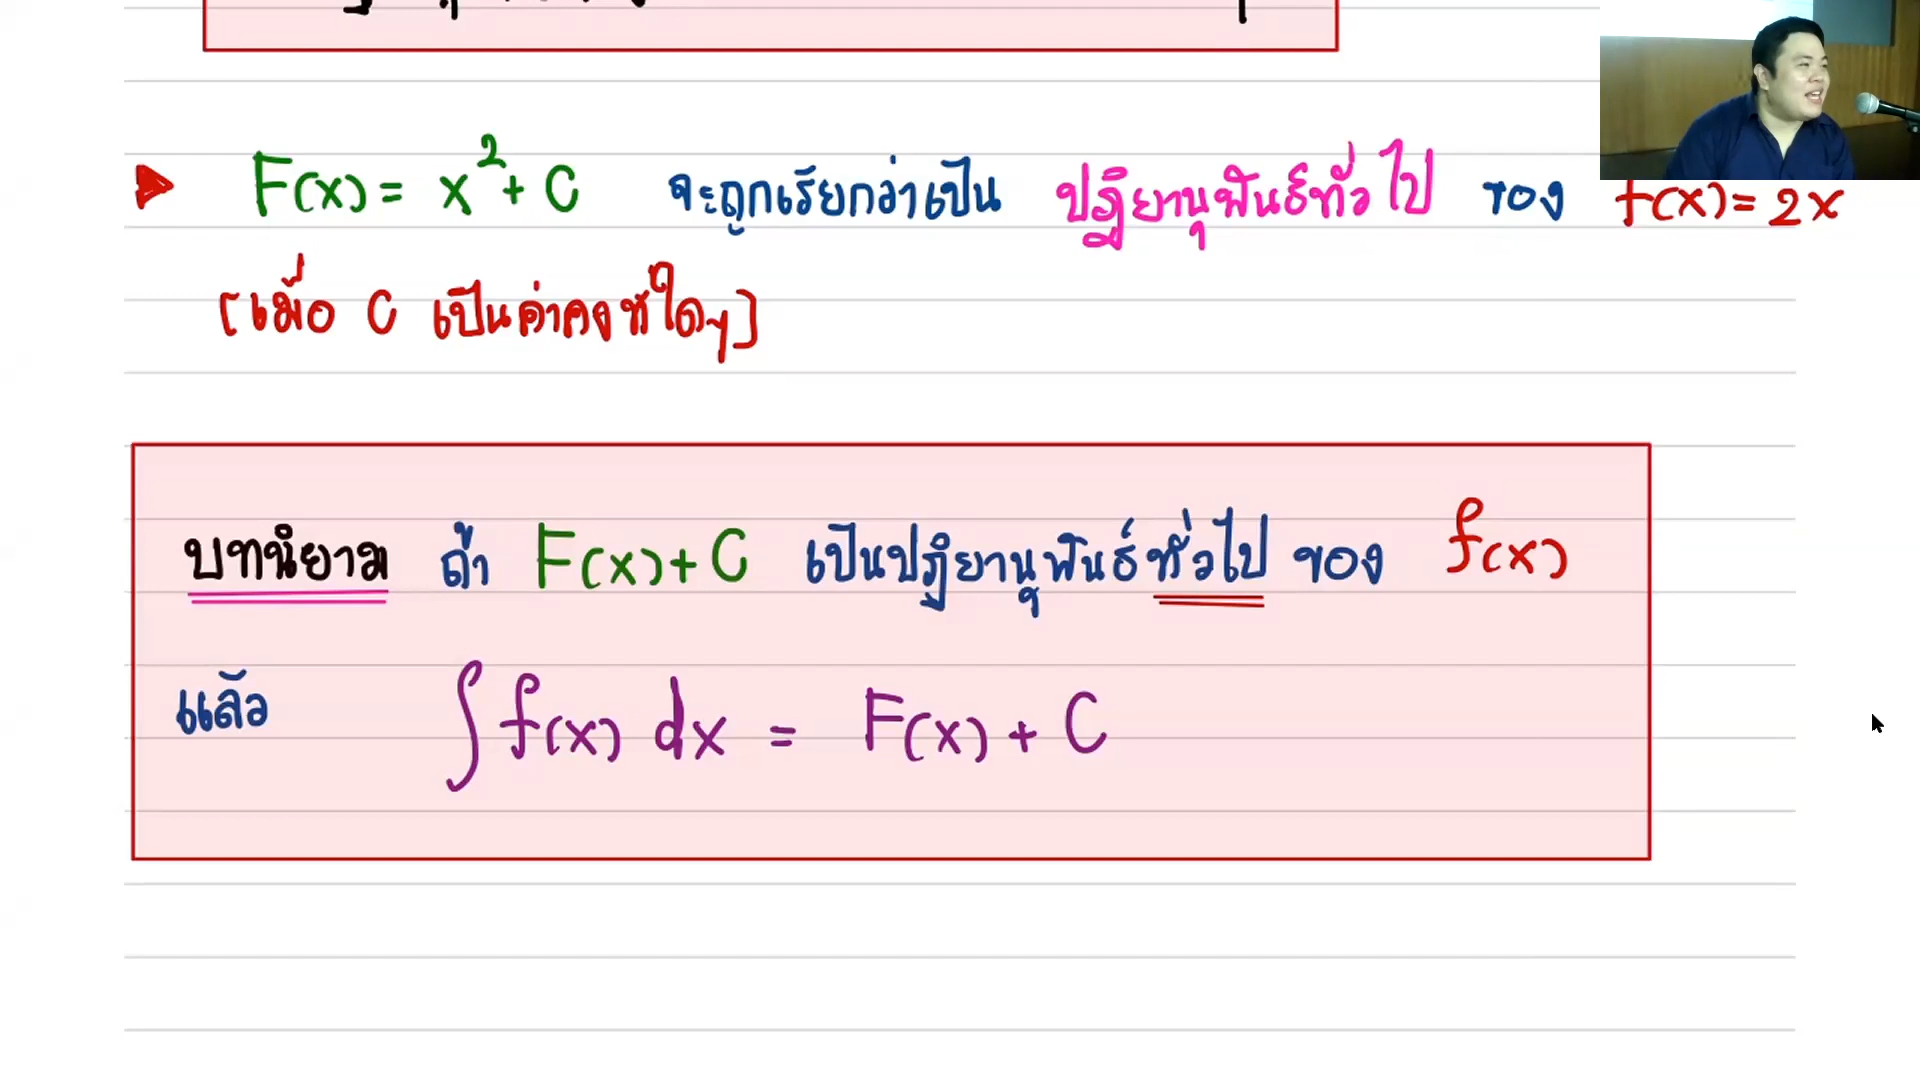 F(x) = x² + C จะถูกเรียกว่าเป็น ปฏิยานุพันธ์ทั่วไป ของ f(x) = 2x
[เมื่อ C เป็นค่าคงที่ใดๆ]
บทนิยาม ถ้า F(x) + C เป็นปฏิยานุพันธ์ทั่วไป ของ f(x)
แล้ว ∫ f(x) dx = F(x) + C